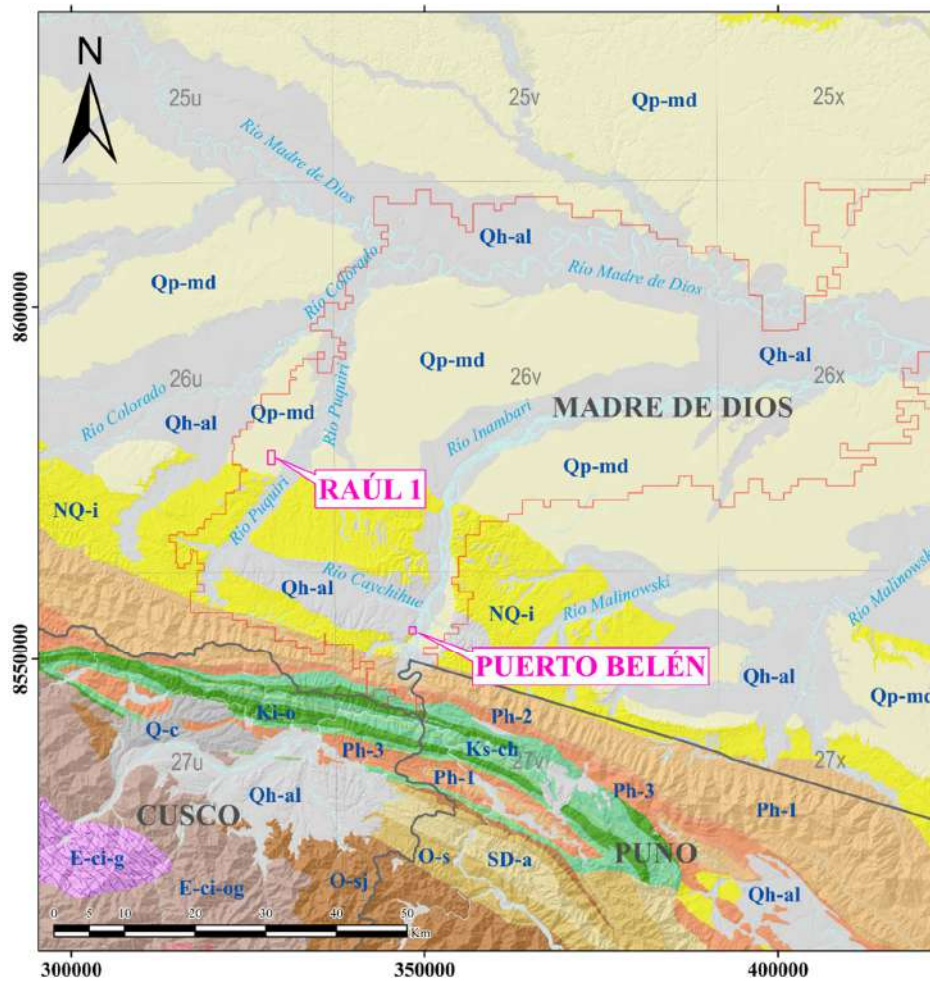 300000
350000
400000
N
25u
25v
25x
Qp-md
Río Madre de Dios
Qh-al
Río Madre de Dios
Qp-md
Río Colorado
8600000
Qp-md
Qh-al
26u
26v
26x
Río Colorado
Qh-al
Qp-md
Río Puquiri
Río Inambari
MADRE DE DIOS
Qp-md
RAÚL 1
NQ-i
Río Puquiri
Qh-al
Río Caychihue
NQ-i
Río Malinowski
Río Malinowski
8550000
PUERTO BELÉN
Qh-al
Qp-md
Ki-o
Ph-2
Q-c
Ks-ch
27u
Ph-3
27x
Qh-al
Ph-1
Ph-3
Ph-1
CUSCO
PUNO
E-ci-g
E-ci-og
O-sj
O-s
SD-a
Qh-al
0 5 10 20 30 40 50
Km
300000
350000
400000